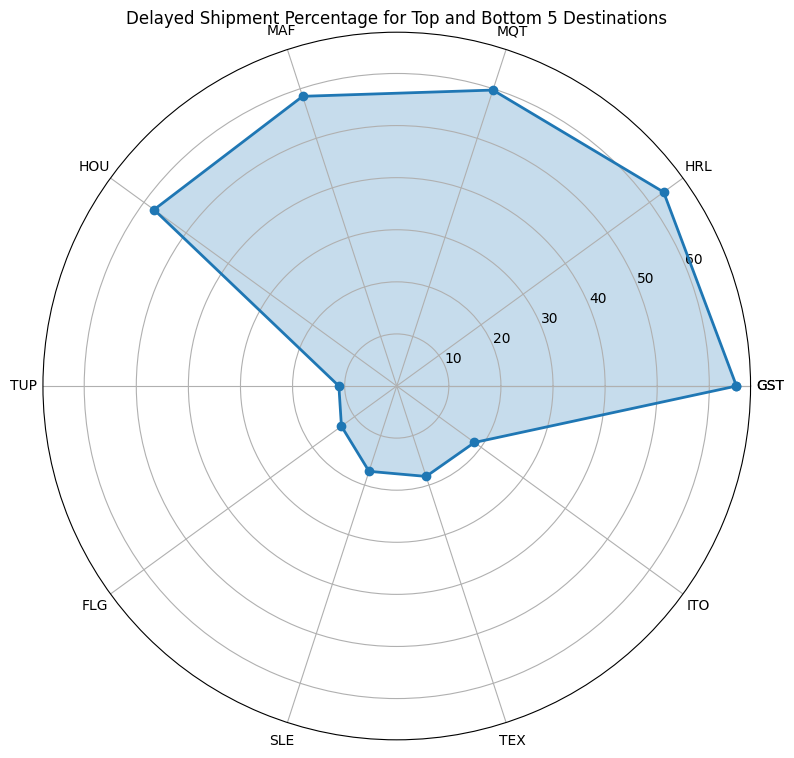 Delayed Shipment Percentage for Top and Bottom 5 Destinations
MAF
MQT
HOU
HRL
60
50
40
30
20
10
TUP
GST
FLG
ITO
SLE
TEX